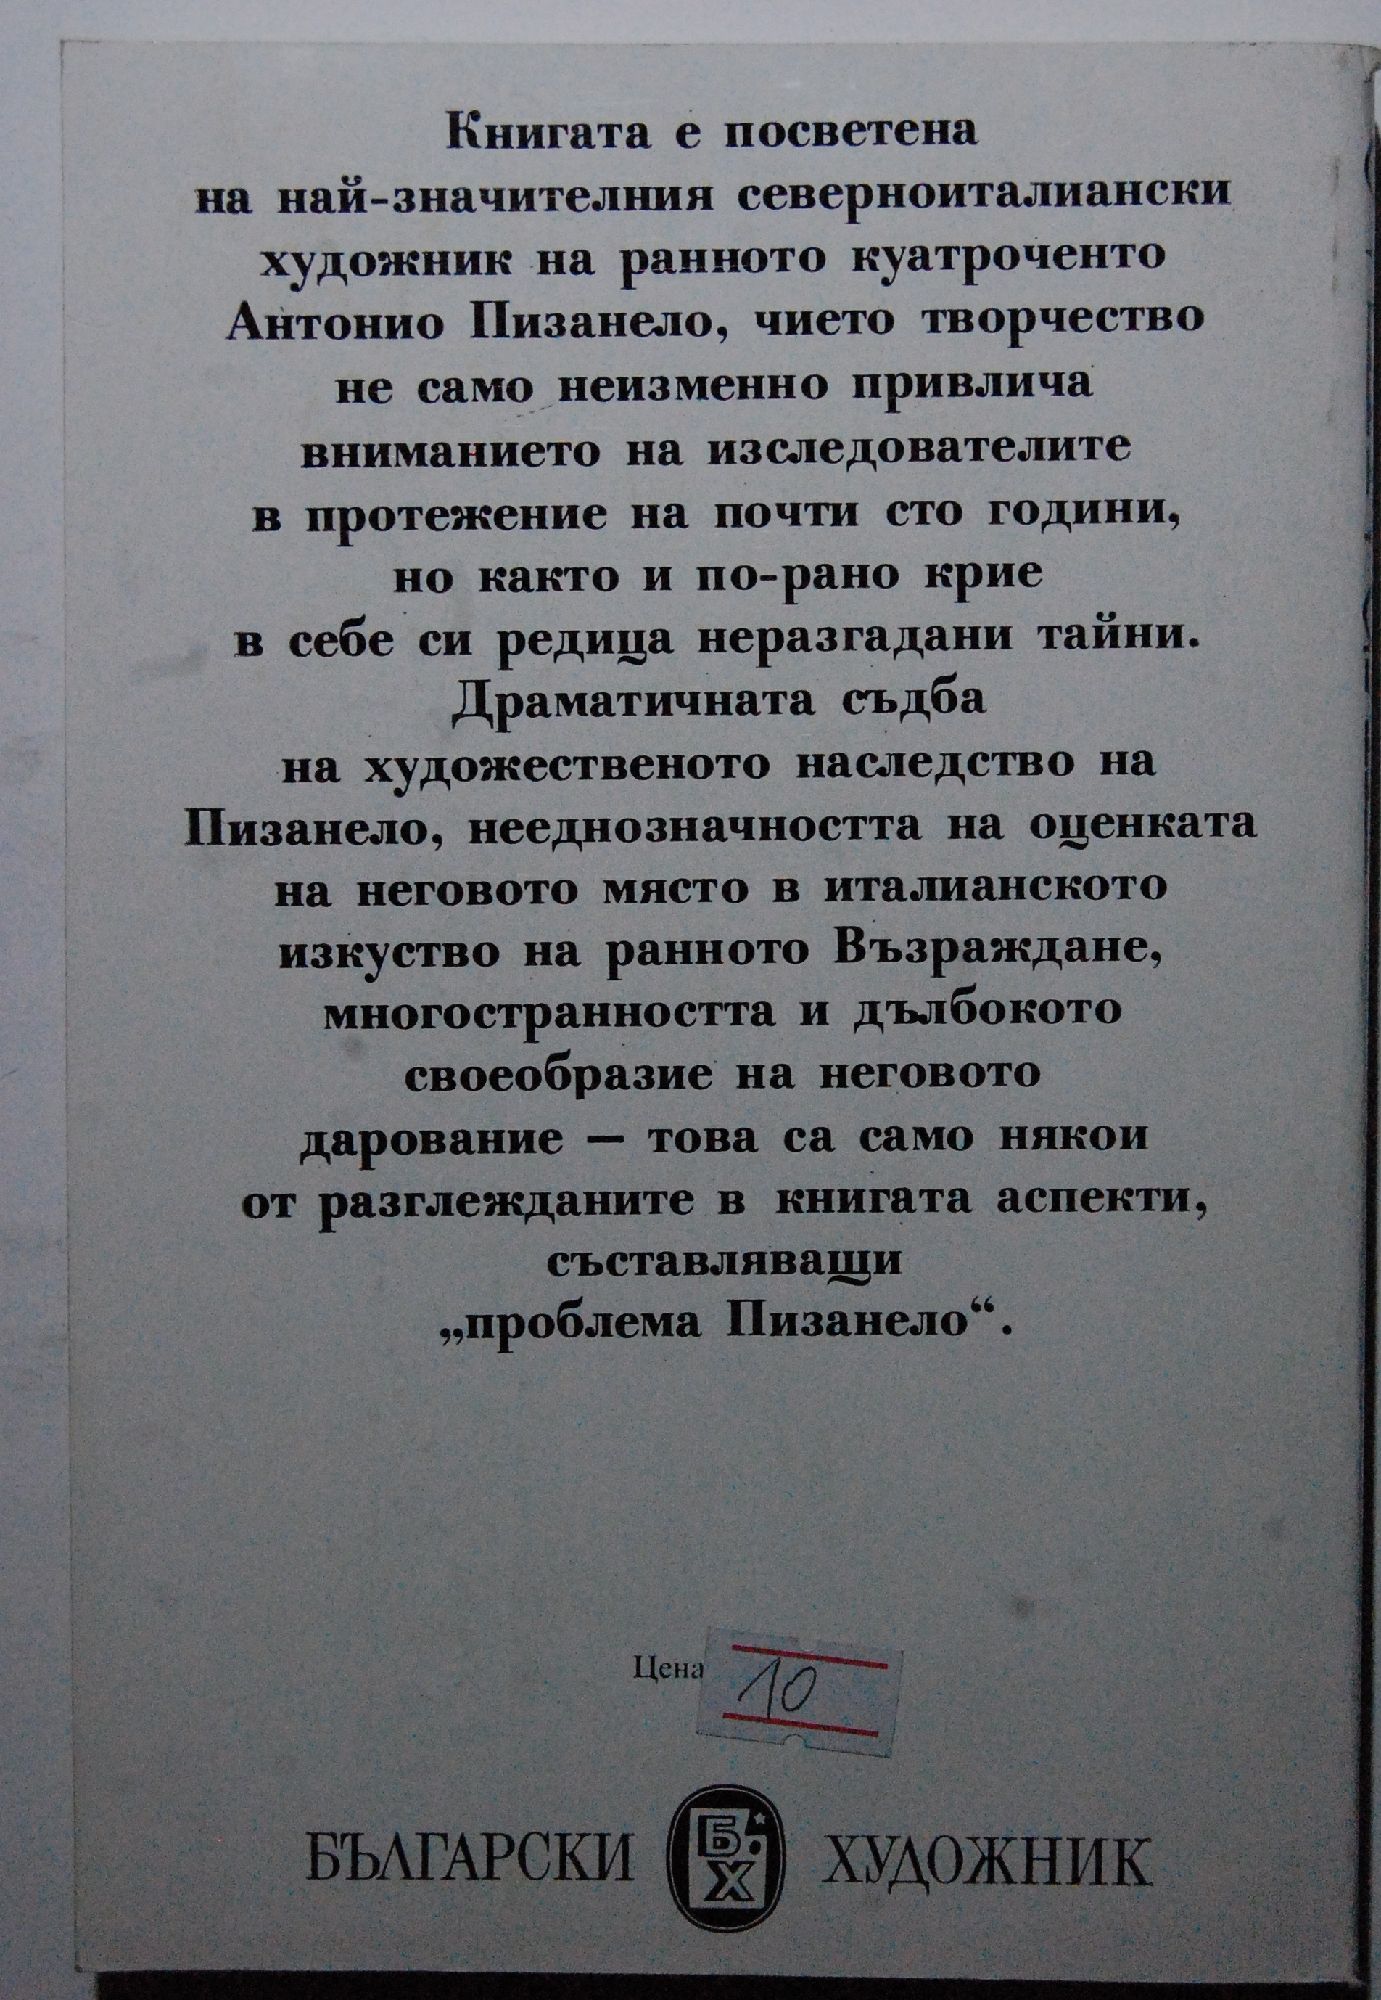 Книгата е посветена
на най-значителния северноиталиански
художник на ранното куатроченто
Антонио Пизанело, чието творчество
не само неизменно привлича
вниманието на изследователите
в протежение на почти сто години,
но както и по-рано крие
в себе си редица неразгадани тайни.
Драматичната съдба
на художественото наследство на
Пизанело, нееднозначността на оценката
на неговото място в италианското
изкуство на ранното Възраждане,
многостранността и дълбокото
своеобразие на неговото
дарование — това са само някои
от разглежданите в книгата аспекти,
съставляващи
„проблема Пизанело“.
Цена 10
БЪЛГАРСКИ БХ ХУДОЖНИК